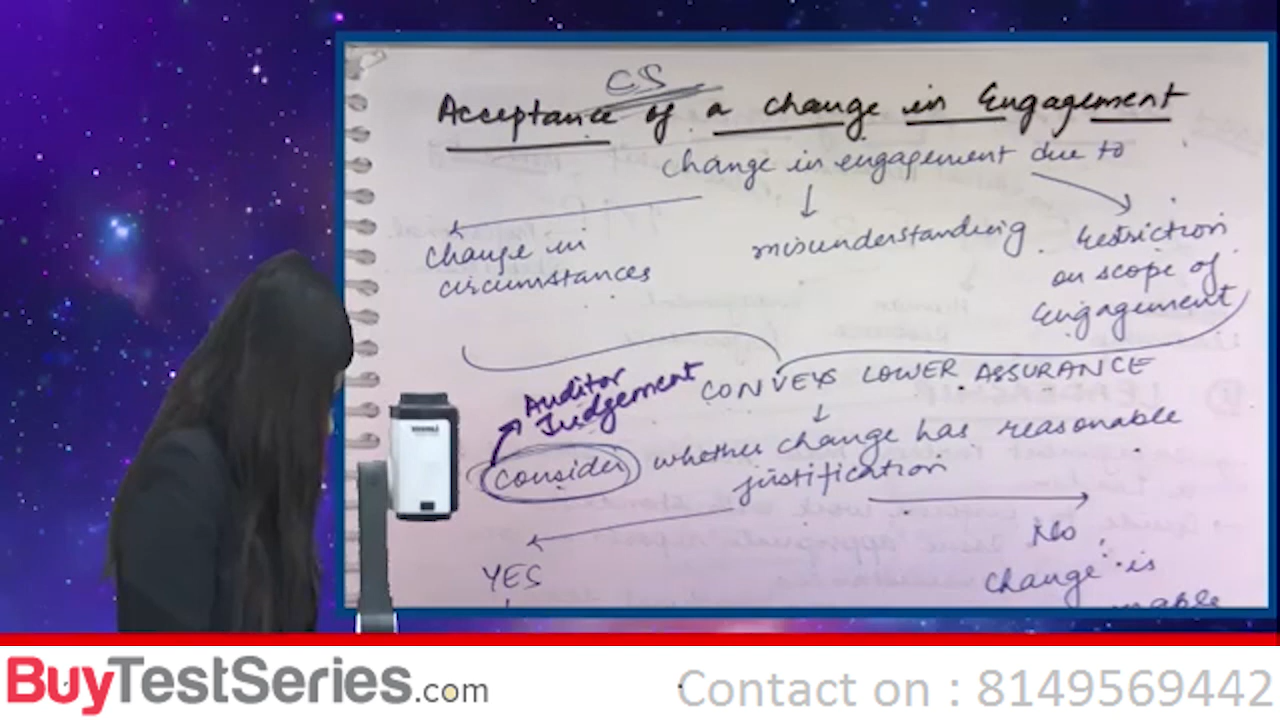 CS
Acceptance of a change in Engagement
change in engagement due to
change in
circumstances
misunderstanding
Restriction
on scope of
Engagement
CONVEYS LOWER ASSURANCE
Auditor
Judgement
consider whether change has reasonable
justification
YES
No
change is
BuyTestSeries.com
Contact on : 8149569442